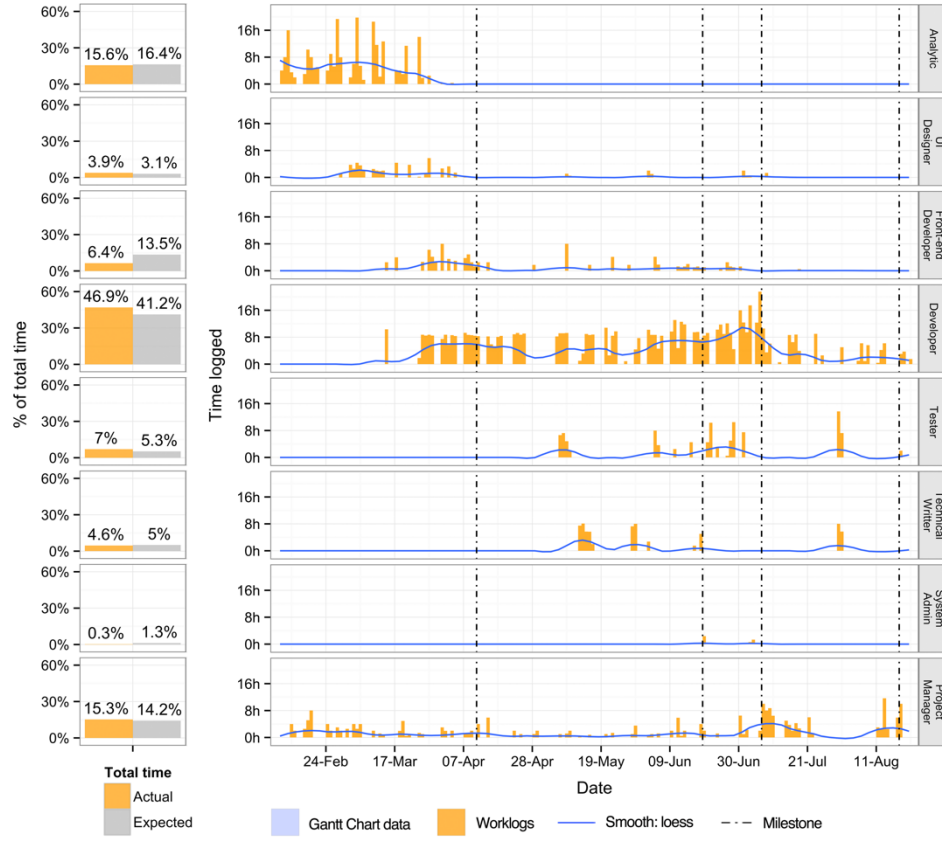 60%
30%
0%
15.6%
16.4%
16h
8h
0h
Analytic
60%
30%
0%
3.9%
3.1%
16h
8h
0h
UI
Designer
60%
30%
0%
6.4%
13.5%
16h
8h
0h
Front-end
Developer
60%
30%
0%
46.9%
41.2%
16h
8h
0h
Developer
60%
30%
0%
7%
5.3%
16h
8h
0h
Tester
60%
30%
0%
4.6%
5%
16h
8h
0h
Technical
Writter
60%
30%
0%
0.3%
1.3%
16h
8h
0h
System
Admin
60%
30%
0%
15.3%
14.2%
16h
8h
0h
Project
Manager
% of total time
Time logged
24-Feb
17-Mar
07-Apr
28-Apr
19-May
09-Jun
30-Jun
21-Jul
11-Aug
Date
Total time
Actual
Expected
Gantt Chart data
Worklogs
Smooth: loess
Milestone